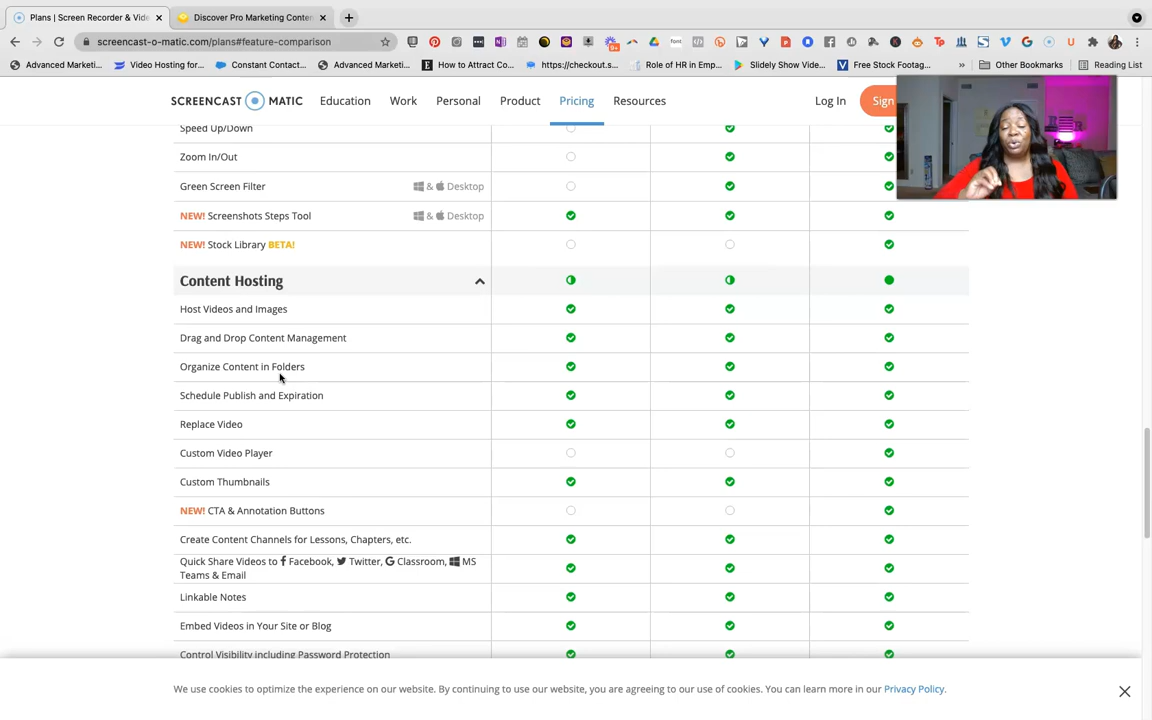 Plans | Screen Recorder & Vide
Discover Pro Marketing Conten
screencast-o-matic.com/plans#feature-comparison
Advanced Marketi...
Video Hosting for...
Constant Contact...
Advanced Marketi...
How to Attract Co...
https://checkout.s...
Role of HR in Emp...
Slidely Show Vide...
Free Stock Footag...
»
Other Bookmarks
Reading List
SCREENCAST MATIC
Education
Work
Personal
Product
Pricing
Resources
Log In
Sign
Speed Up/Down
Zoom In/Out
Green Screen Filter & Desktop
NEW! Screenshots Steps Tool & Desktop
NEW! Stock Library BETA!
Content Hosting
Host Videos and Images
Drag and Drop Content Management
Organize Content in Folders
Schedule Publish and Expiration
Replace Video
Custom Video Player
Custom Thumbnails
NEW! CTA & Annotation Buttons
Create Content Channels for Lessons, Chapters, etc.
Quick Share Videos to Facebook, Twitter, Classroom, MS
Teams & Email
Linkable Notes
Embed Videos in Your Site or Blog
Control Visibility including Password Protection
We use cookies to optimize the experience on our website. By continuing to use our website, you are agreeing to our use of cookies. You can learn more in our Privacy Policy.